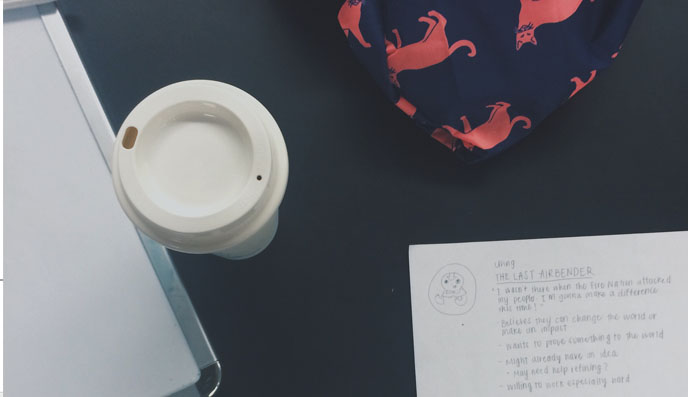 Uning
THE LAST AIRBENDER
"I wasn't there when the Fire Nation attacked
my people. I'm gonna make a difference
this time!"
- Believes they can change the world or
make an impact
- Wants to prove something to the world
- Might already have an idea
- May need help refining?
- Willing to work especially hard